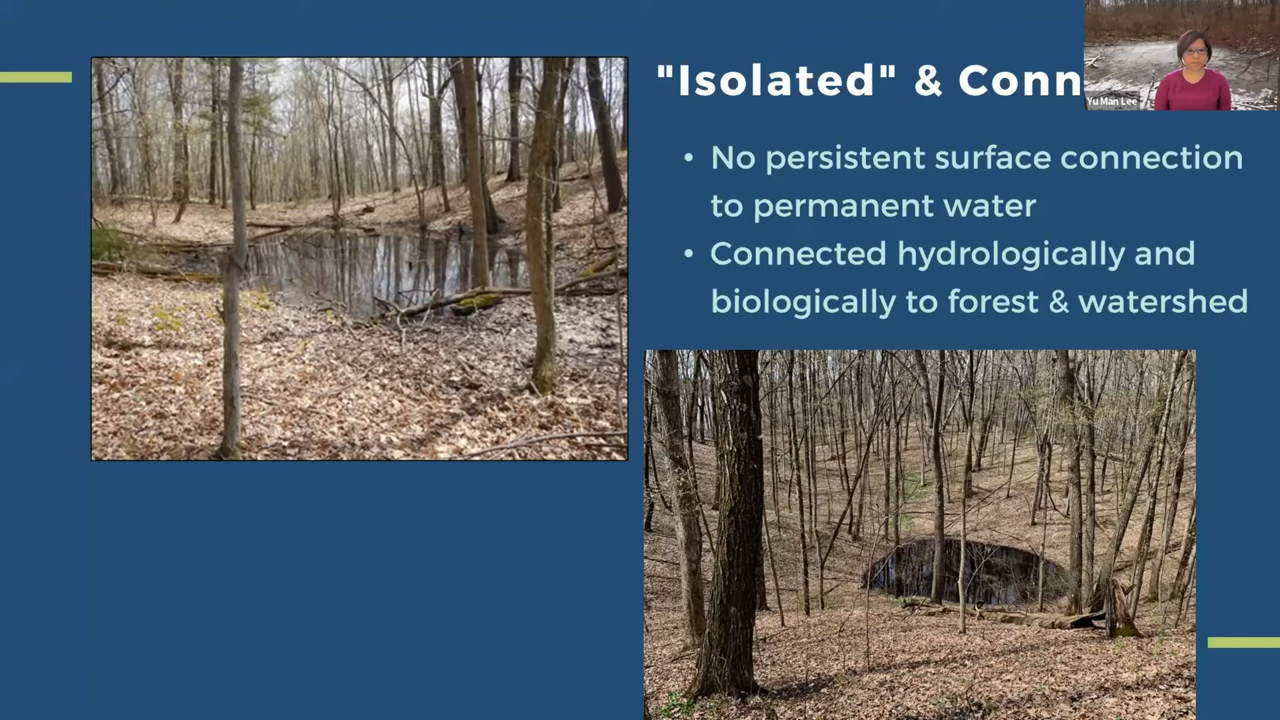 "Isolated" & Conn
Yu Man Lee
• No persistent surface connection
to permanent water
• Connected hydrologically and
biologically to forest & watershed